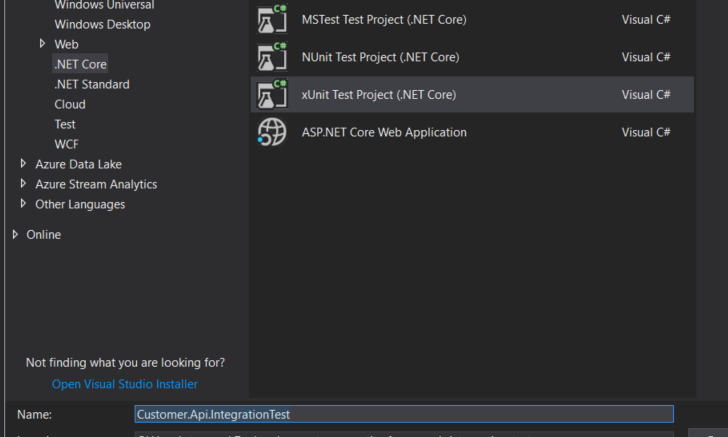 Windows Universal
Windows Desktop
Web
.NET Core
.NET Standard
Cloud
Test
WCF
Azure Data Lake
Azure Stream Analytics
Other Languages
Online
Not finding what you are looking for?
Open Visual Studio Installer
C#
MSTest Test Project (.NET Core) Visual C#
C#
NUnit Test Project (.NET Core) Visual C#
C#
xUnit Test Project (.NET Core) Visual C#
ASP.NET Core Web Application Visual C#
Name: Customer.Api.IntegrationTest